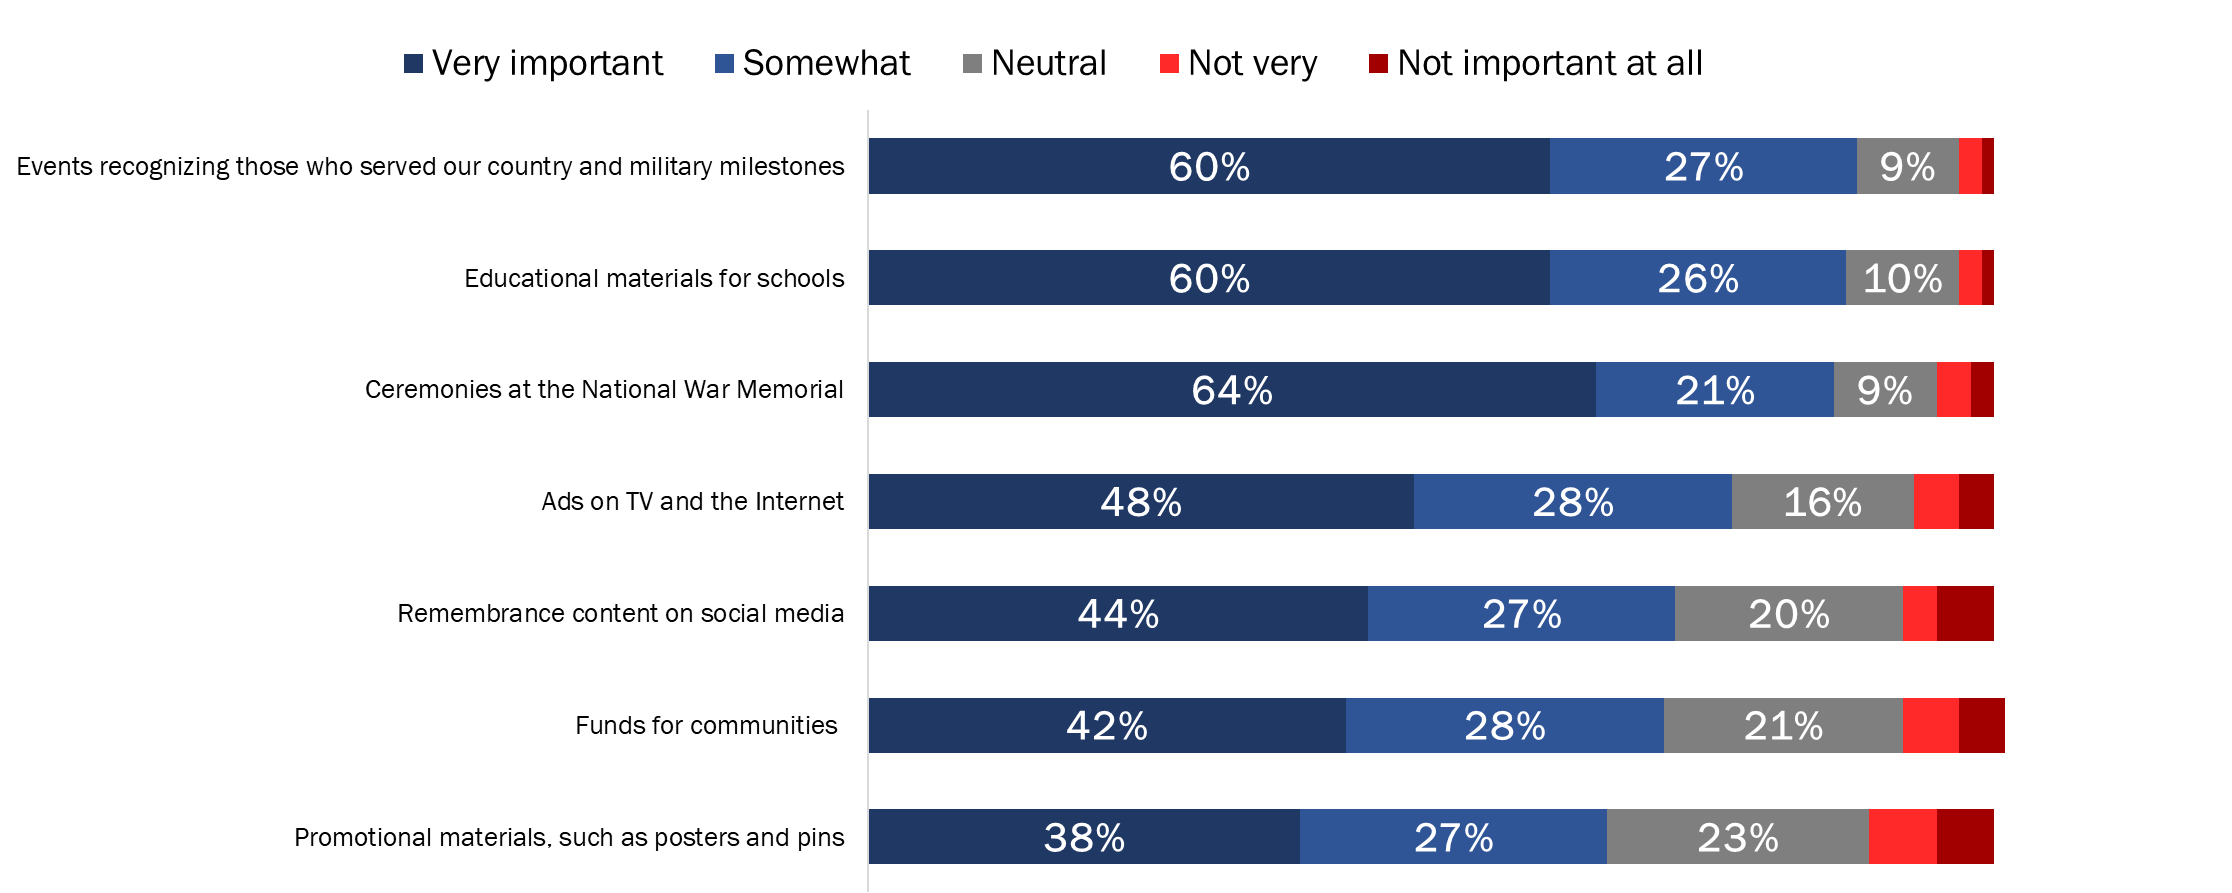 Very important Somewhat Neutral Not very Not important at all
Events recognizing those who served our country and military milestones 60% 27% 9%
Educational materials for schools 60% 26% 10%
Ceremonies at the National War Memorial 64% 21% 9%
Ads on TV and the Internet 48% 28% 16%
Remembrance content on social media 44% 27% 20%
Funds for communities 42% 28% 21%
Promotional materials, such as posters and pins 38% 27% 23%